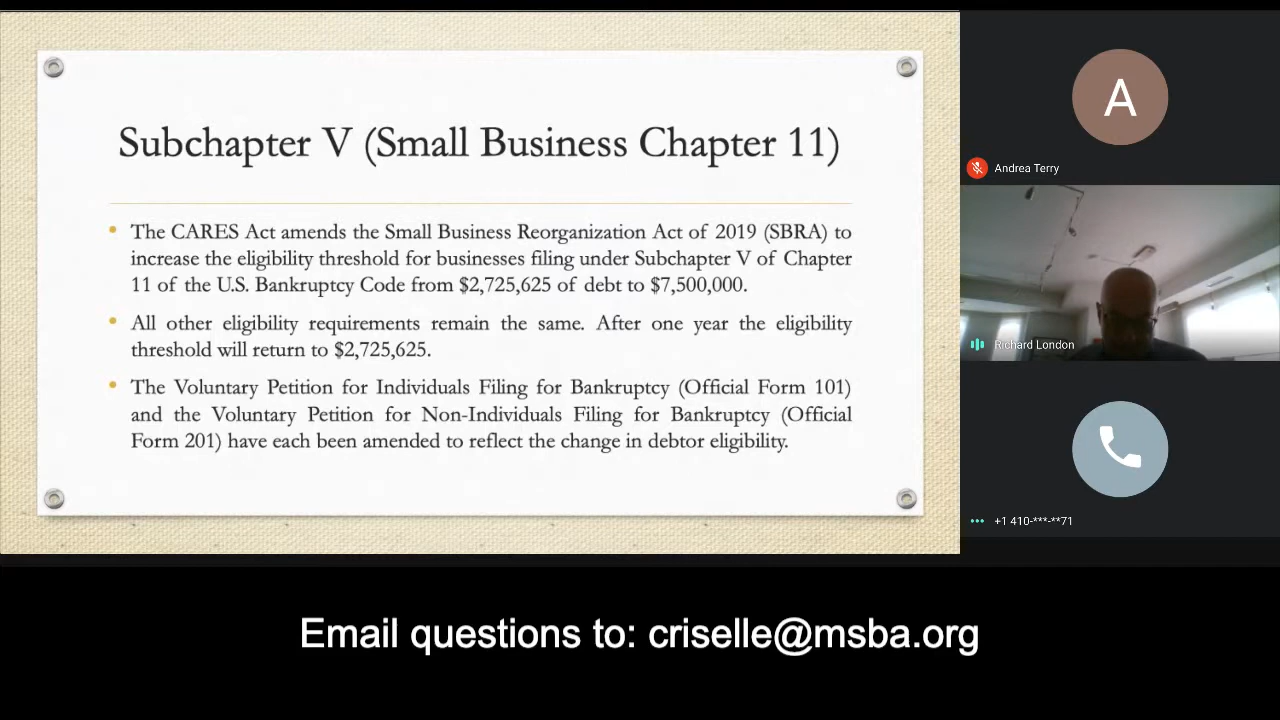 Subchapter V (Small Business Chapter 11)
• The CARES Act amends the Small Business Reorganization Act of 2019 (SBRA) to
increase the eligibility threshold for businesses filing under Subchapter V of Chapter
11 of the U.S. Bankruptcy Code from $2,725,625 of debt to $7,500,000.
• All other eligibility requirements remain the same. After one year the eligibility
threshold will return to $2,725,625.
• The Voluntary Petition for Individuals Filing for Bankruptcy (Official Form 101)
and the Voluntary Petition for Non-Individuals Filing for Bankruptcy (Official
Form 201) have each been amended to reflect the change in debtor eligibility.
A
Andrea Terry
Richard London
+1 410-***-**71
Email questions to: criselle@msba.org